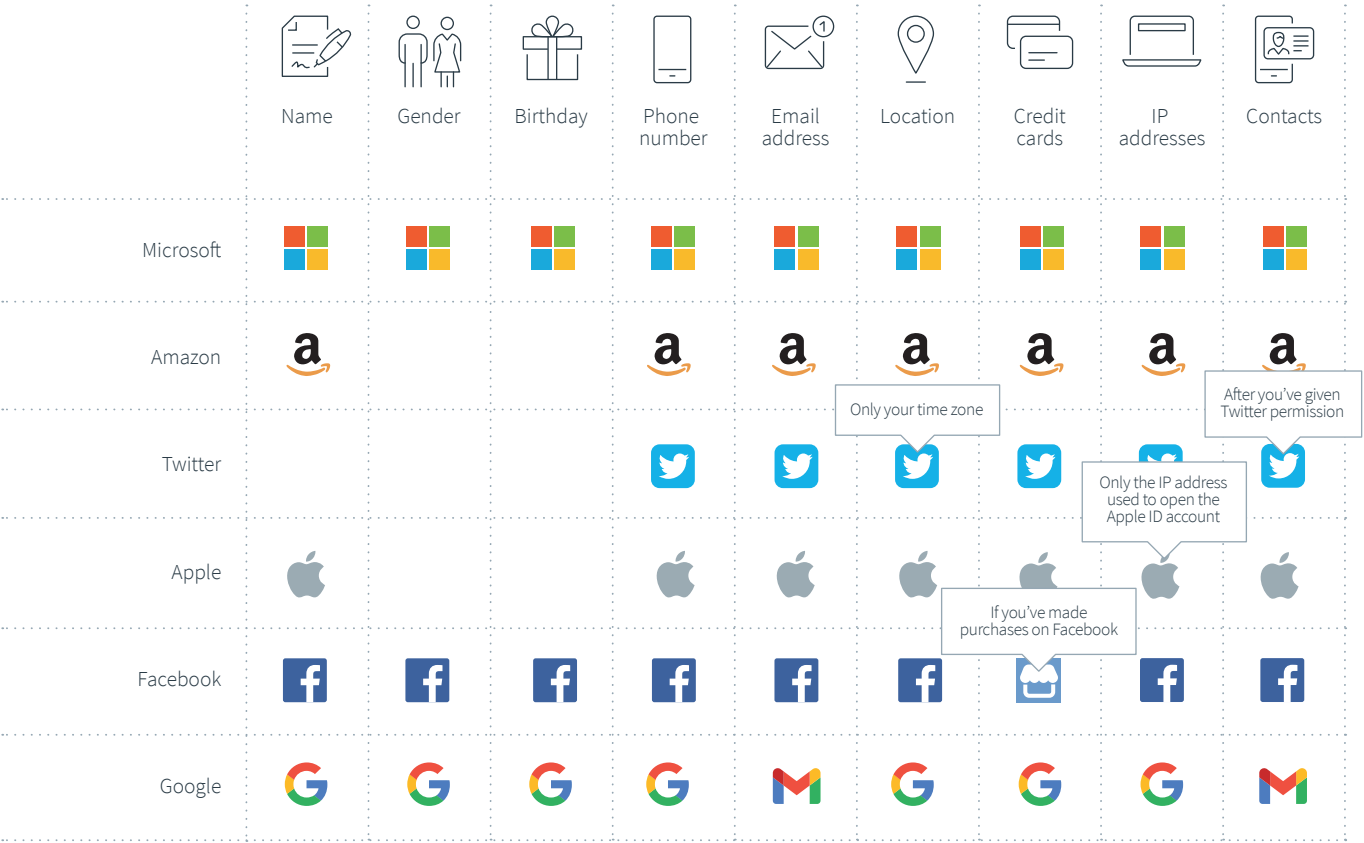 1
Name
Gender
Birthday
Phone
number
Email
address
Location
Credit
cards
IP
addresses
Contacts
Microsoft
Amazon
a
a
a
a
a
a
a
Only your time zone
After you've given
Twitter permission
Twitter
Only the IP address
used to open the
Apple ID account
Apple
If you've made
purchases on Facebook
Facebook
f
f
f
f
f
f
f
f
Google
G
G
G
G
M
G
G
G
M